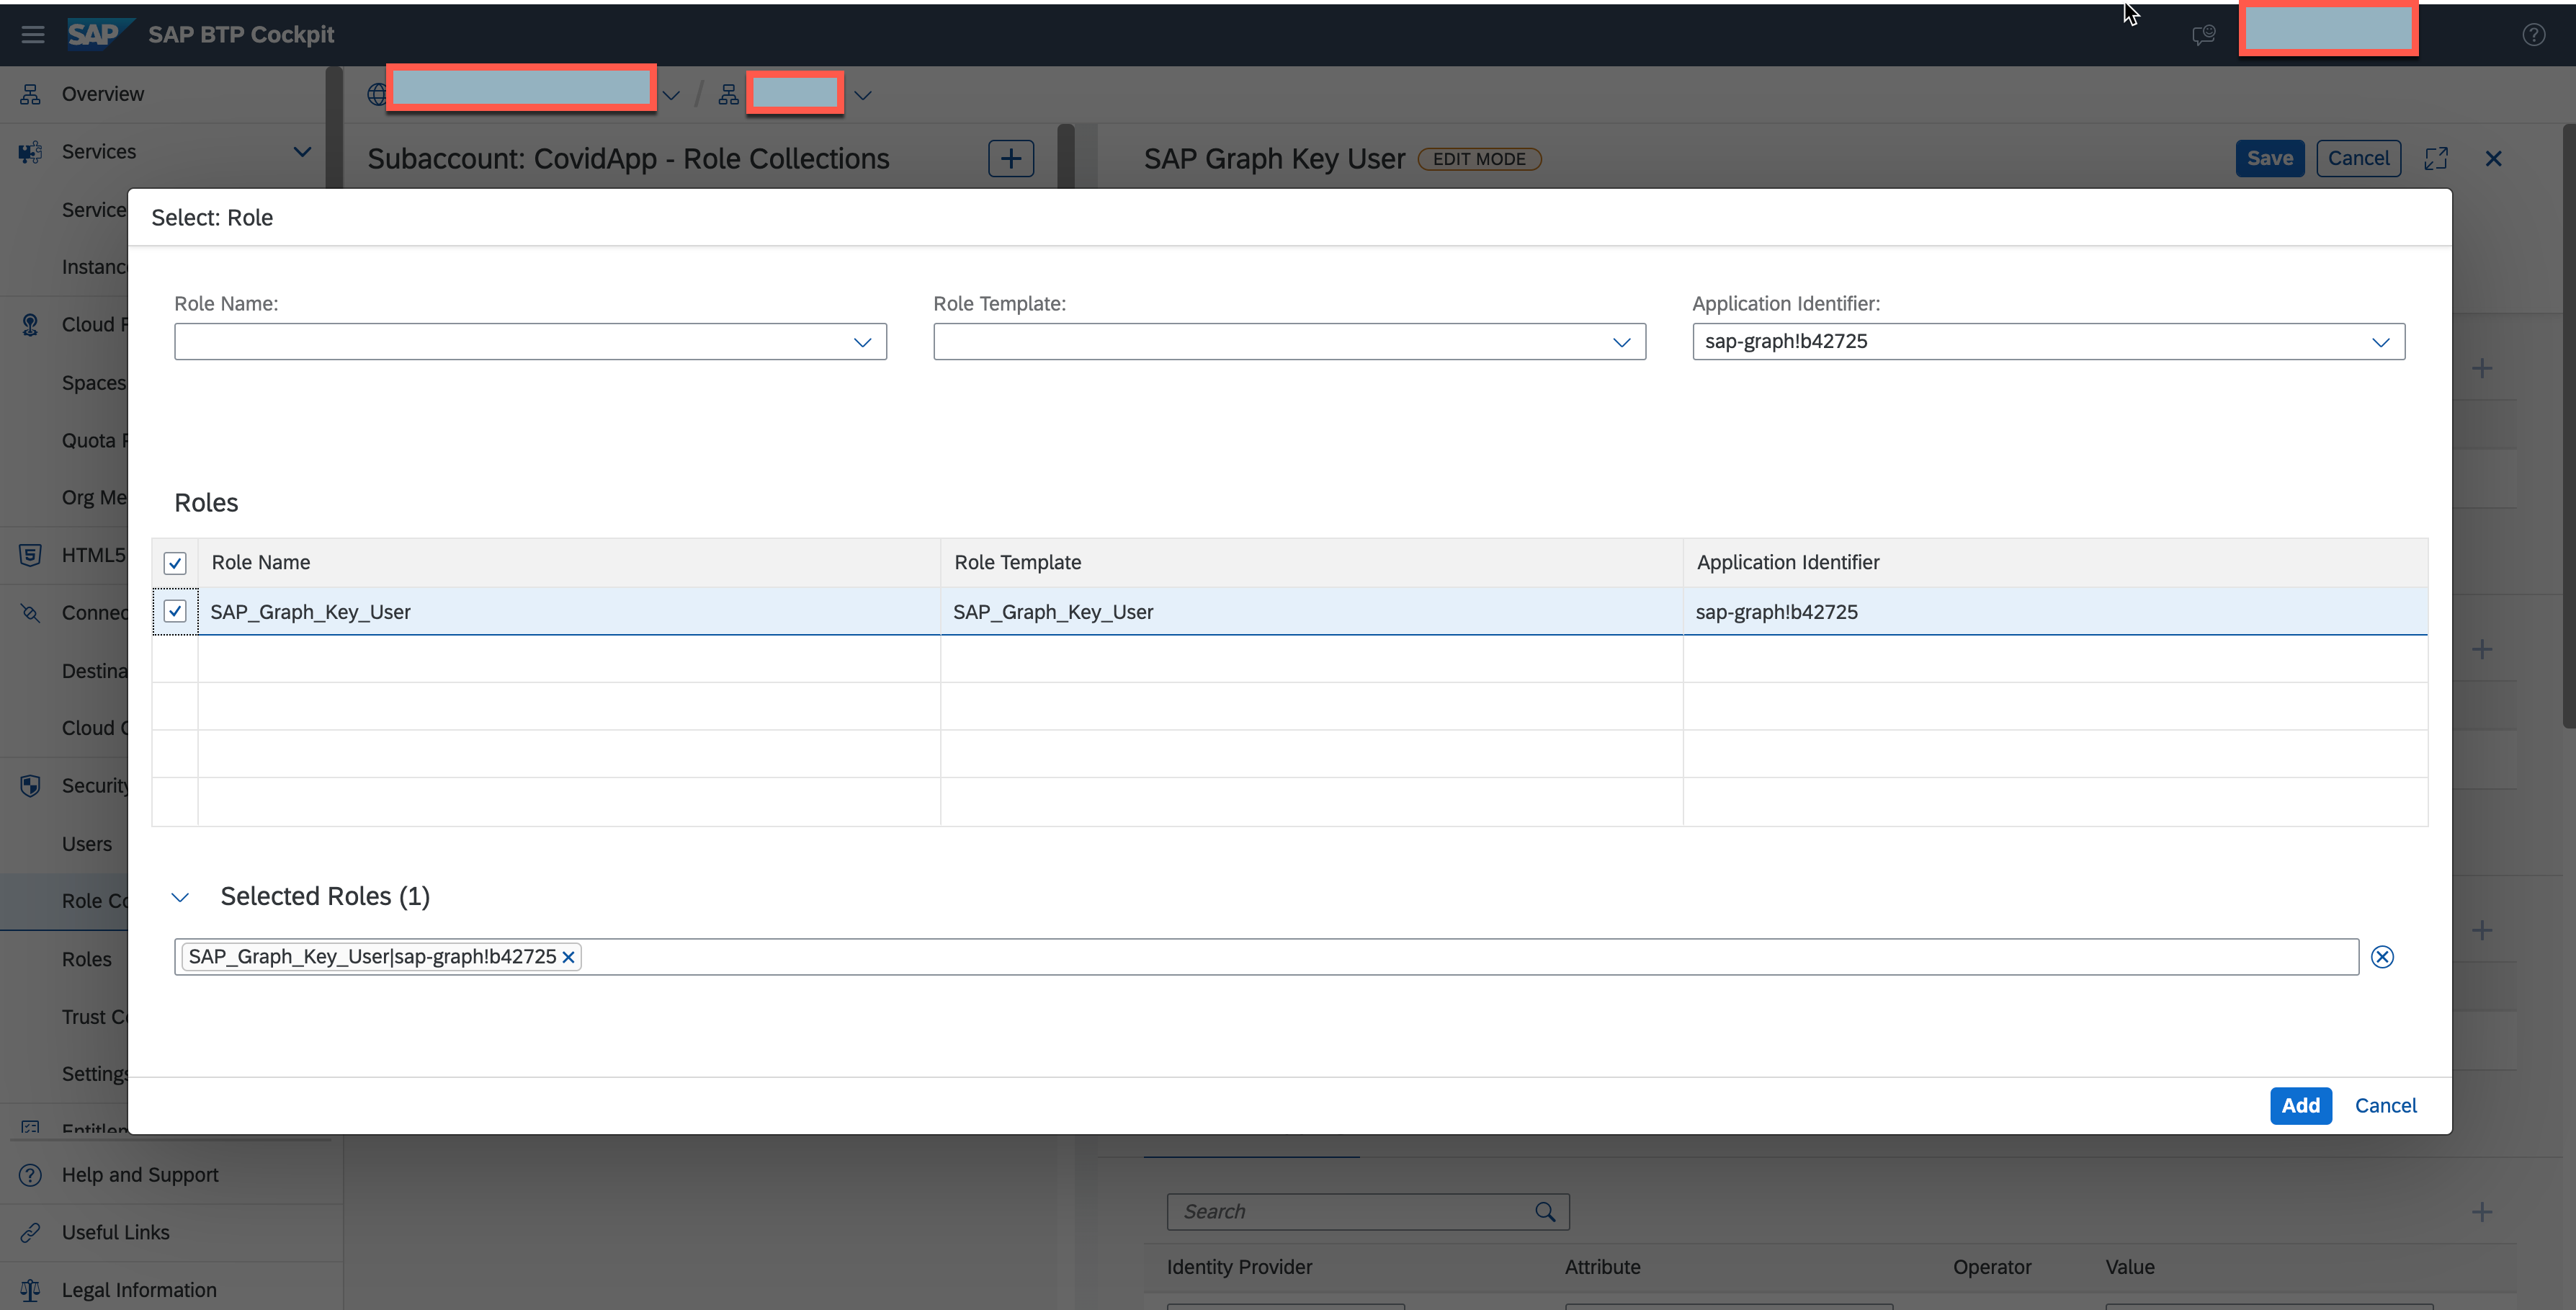 SAP SAP BTP Cockpit
Overview
Services
Subaccount: CovidApp - Role Collections
SAP Graph Key User EDIT MODE
Save Cancel
Service
Instanc
Cloud F
Spaces
Quota
Org Me
HTML5
Connec
Destina
Cloud
Security
Users
Role Co
Roles
Trust Co
Settings
Entitlem
Help and Support
Useful Links
Legal Information
Select: Role
Role Name: Role Template: Application Identifier:
sap-graph!b42725
Roles
Role Name Role Template Application Identifier
SAP_Graph_Key_User SAP_Graph_Key_User sap-graph!b42725
Selected Roles (1)
SAP_Graph_Key_User|sap-graph!b42725
Add Cancel
Search
Identity Provider Attribute Operator Value